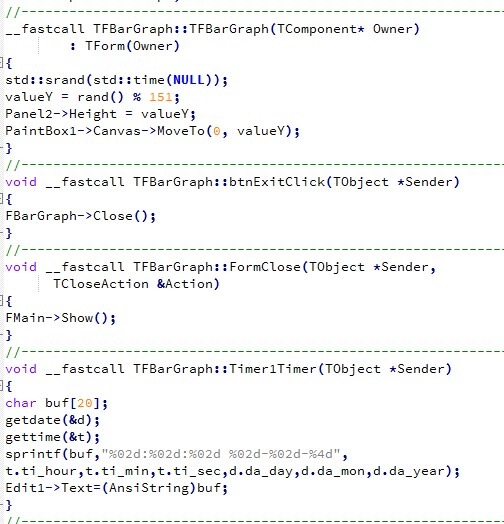 //------------------------------------------------------------
__fastcall TFBarGraph::TFBarGraph(TComponent* Owner)
: TForm(Owner)
{
std::srand(std::time(NULL));
valueY = rand() % 151;
Panel2->Height = valueY;
PaintBox1->Canvas->MoveTo(0, valueY);
}
//------------------------------------------------------------
void __fastcall TFBarGraph::btnExitClick(TObject *Sender)
{
FBarGraph->Close();
}
//------------------------------------------------------------
void __fastcall TFBarGraph::FormClose(TObject *Sender,
TCloseAction &Action)
{
FMain->Show();
}
//------------------------------------------------------------
void __fastcall TFBarGraph::Timer1Timer(TObject *Sender)
{
char buf[20];
getdate(&d);
gettime(&t);
sprintf(buf,"%02d:%02d:%02d %02d-%02d-%4d",
t.ti_hour,t.ti_min,t.ti_sec,d.da_day,d.da_mon,d.da_year);
Edit1->Text=(AnsiString)buf;
}
//------------------------------------------------------------